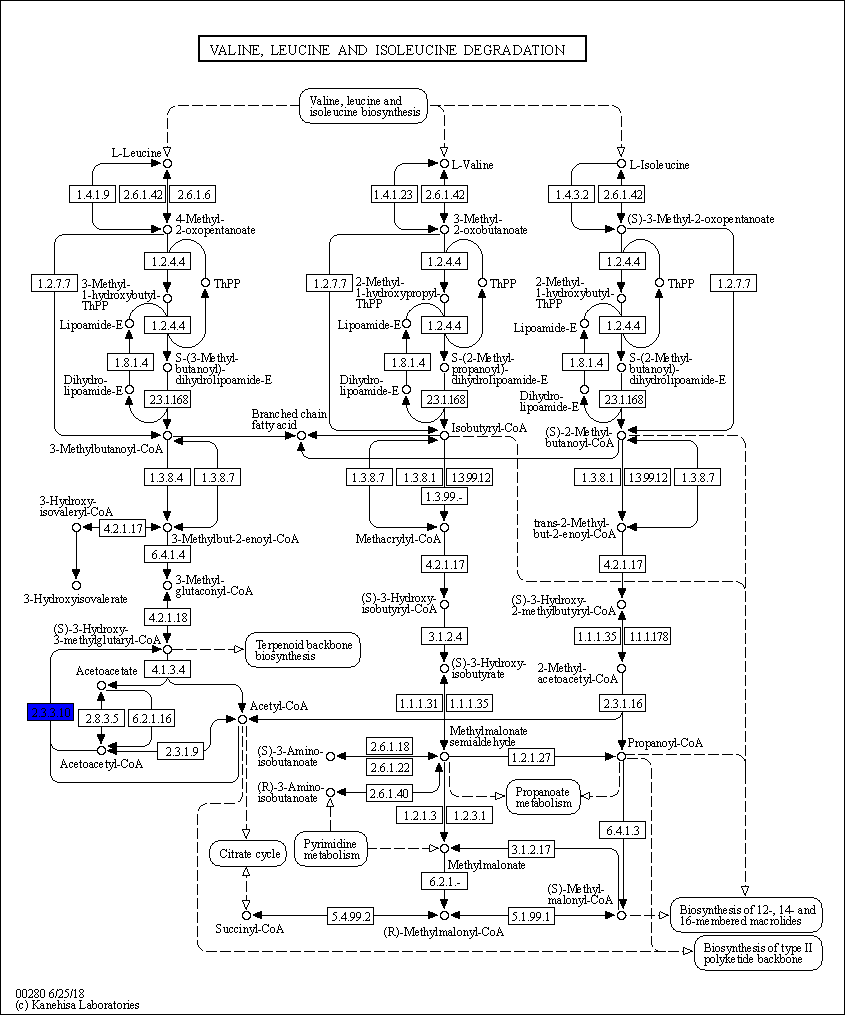 VALINE, LEUCINE AND ISOLEUCINE DEGRADATION
Valine, leucine and
isoleucine biosynthesis
L-Leucine
L-Valine
L-Isoleucine
1.4.1.9
2.6.1.42
2.6.1.6
1.4.1.23
2.6.1.42
1.4.3.2
2.6.1.42
4-Methyl-
2-oxopentanoate
3-Methyl-
2-oxobutanoate
(S)-3-Methyl-2-oxopentanoate
1.2.7.7
1.2.4.4
1.2.7.7
1.2.4.4
1.2.4.4
1.2.7.7
3-Methyl-
1-hydroxybutyl-
ThPP
ThPP
2-Methyl-
1-hydroxypropyl-
ThPP
ThPP
2-Methyl-
1-hydroxybutyl-
ThPP
ThPP
Lipoamide-E
1.2.4.4
Lipoamide-E
1.2.4.4
Lipoamide-E
1.2.4.4
1.8.1.4
S-(3-Methyl-
butanoyl)-
dihydrolipoamide-E
1.8.1.4
S-(2-Methyl-
propanoyl)-
dihydrolipoamide-E
1.8.1.4
S-(2-Methyl-
butanoyl)-
dihydrolipoamide-E
Dihydro-
lipoamide-E
Dihydro-
lipoamide-E
Dihydro-
lipoamide-E
2.3.1.168
2.3.1.168
2.3.1.168
Branched chain
fatty acid
3-Methylbutanoyl-CoA
Isobutyryl-CoA
(S)-2-Methyl-
butanoyl-CoA
1.3.8.4
1.3.8.7
1.3.8.7
1.3.8.1
1.3.99.12
1.3.99.-
1.3.8.1
1.3.99.12
1.3.8.7
3-Hydroxy-
isovaleryl-CoA
4.2.1.17
3-Methylbut-2-enoyl-CoA
Methacrylyl-CoA
trans-2-Methyl-
but-2-enoyl-CoA
6.4.1.4
4.2.1.17
4.2.1.17
3-Hydroxyisovalerate
3-Methyl-
glutaconyl-CoA
(S)-3-Hydroxy-
isobutyryl-CoA
(S)-3-Hydroxy-
2-methylbutyryl-CoA
4.2.1.18
3.1.2.4
1.1.1.35
1.1.1.178
(S)-3-Hydroxy-
3-methylglutaryl-CoA
Terpenoid backbone
biosynthesis
4.1.3.4
(S)-3-Hydroxy-
isobutyrate
2-Methyl-
acetoacetyl-CoA
Acetoacetate
2.3.3.10
2.8.3.5
6.2.1.16
Acetyl-CoA
1.1.1.31
1.1.1.35
2.3.1.16
2.3.1.9
Acetoacetyl-CoA
Methylmalonate
semialdehyde
Propanoyl-CoA
(S)-3-Amino-
isobutanoate
2.6.1.18
2.6.1.22
1.2.1.27
(R)-3-Amino-
isobutanoate
2.6.1.40
Propanoate
metabolism
1.2.1.3
1.2.3.1
6.4.1.3
Citrate cycle
Pyrimidine
metabolism
3.1.2.17
Methylmalonate
6.2.1.-
(S)-Methyl-
malonyl-CoA
Succinyl-CoA
5.4.99.2
(R)-Methylmalonyl-CoA
5.1.99.1
Biosynthesis of 12-, 14- and
16-membered macrolides
Biosynthesis of type II
polyketide backbone
00280 6/25/18
(c) Kanehisa Laboratories